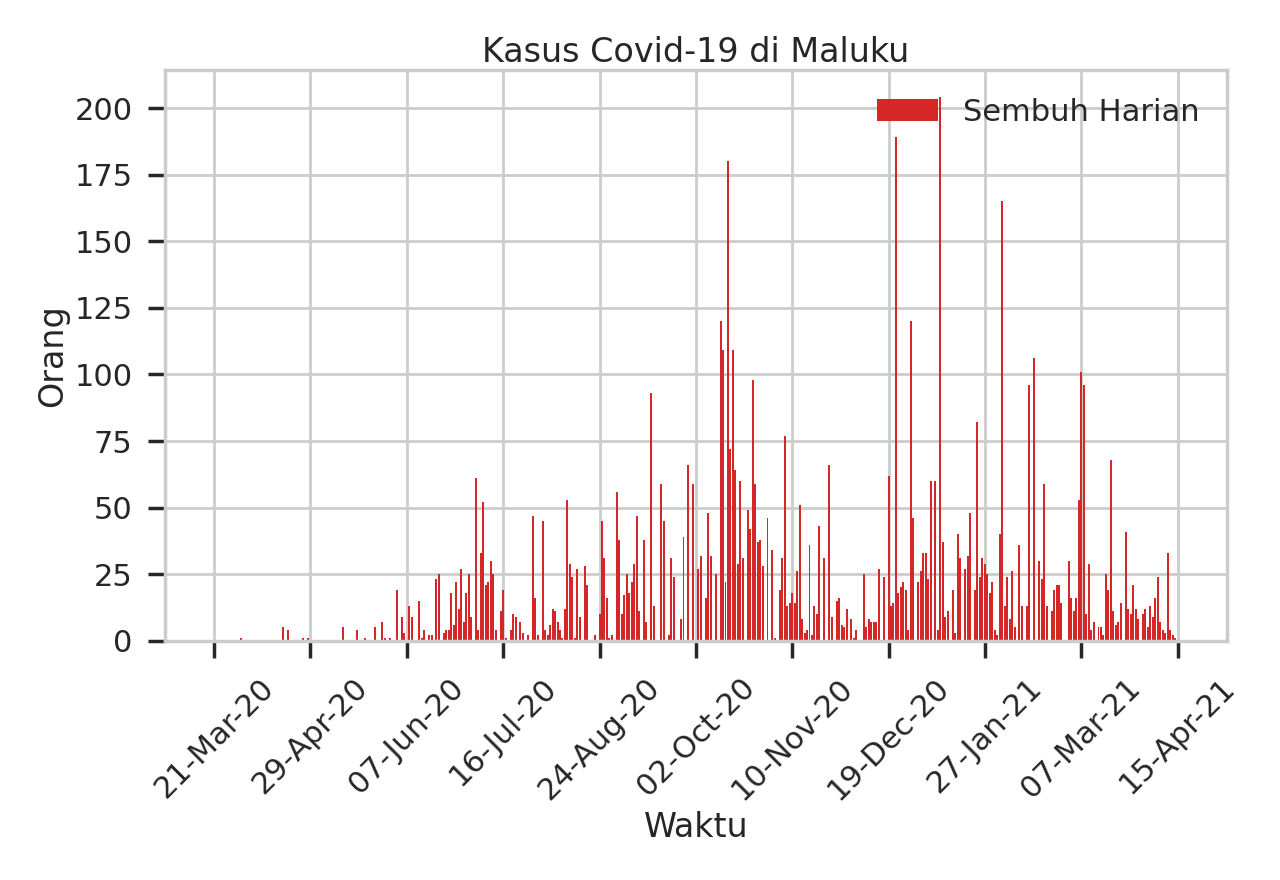 Kasus Covid-19 di Maluku
Sembuh Harian
Orang
200
175
150
125
100
75
50
25
0
21-Mar-20
29-Apr-20
07-Jun-20
16-Jul-20
24-Aug-20
02-Oct-20
10-Nov-20
19-Dec-20
27-Jan-21
07-Mar-21
15-Apr-21
Waktu